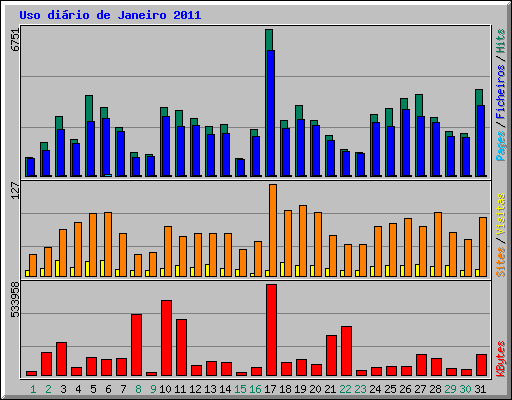 Uso diário de Janeiro 2011
6751
Pages / Ficheiros / Hits
127
Sites / Visitas
533958
KBytes
1 2 3 4 5 6 7 8 9 10 11 12 13 14 15 16 17 18 19 20 21 22 23 24 25 26 27 28 29 30 31